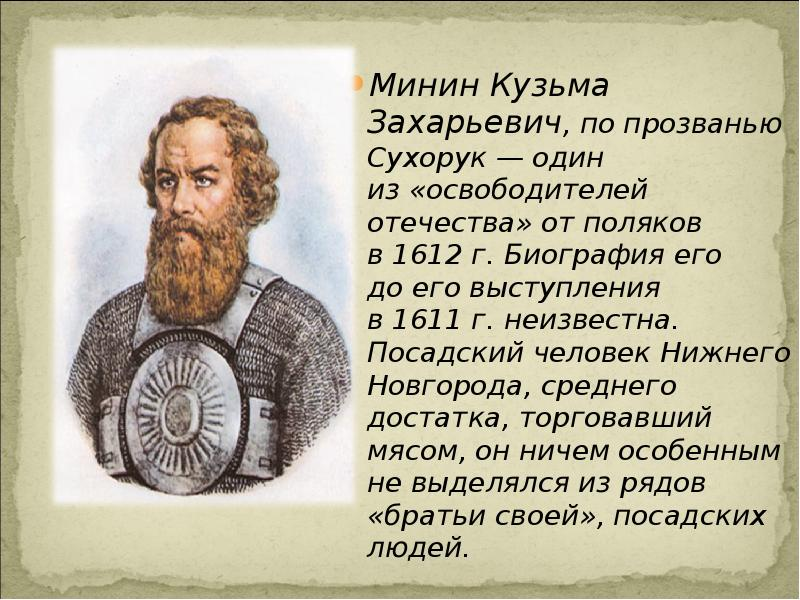 Минин Кузьма
Захарьевич, по прозванью
Сухорук — один
из «освободителей
отечества» от поляков
в 1612 г. Биография его
до его выступления
в 1611 г. неизвестна.
Посадский человек Нижнего
Новгорода, среднего
достатка, торговавший
мясом, он ничем особенным
не выделялся из рядов
«братьи своей», посадских
людей.